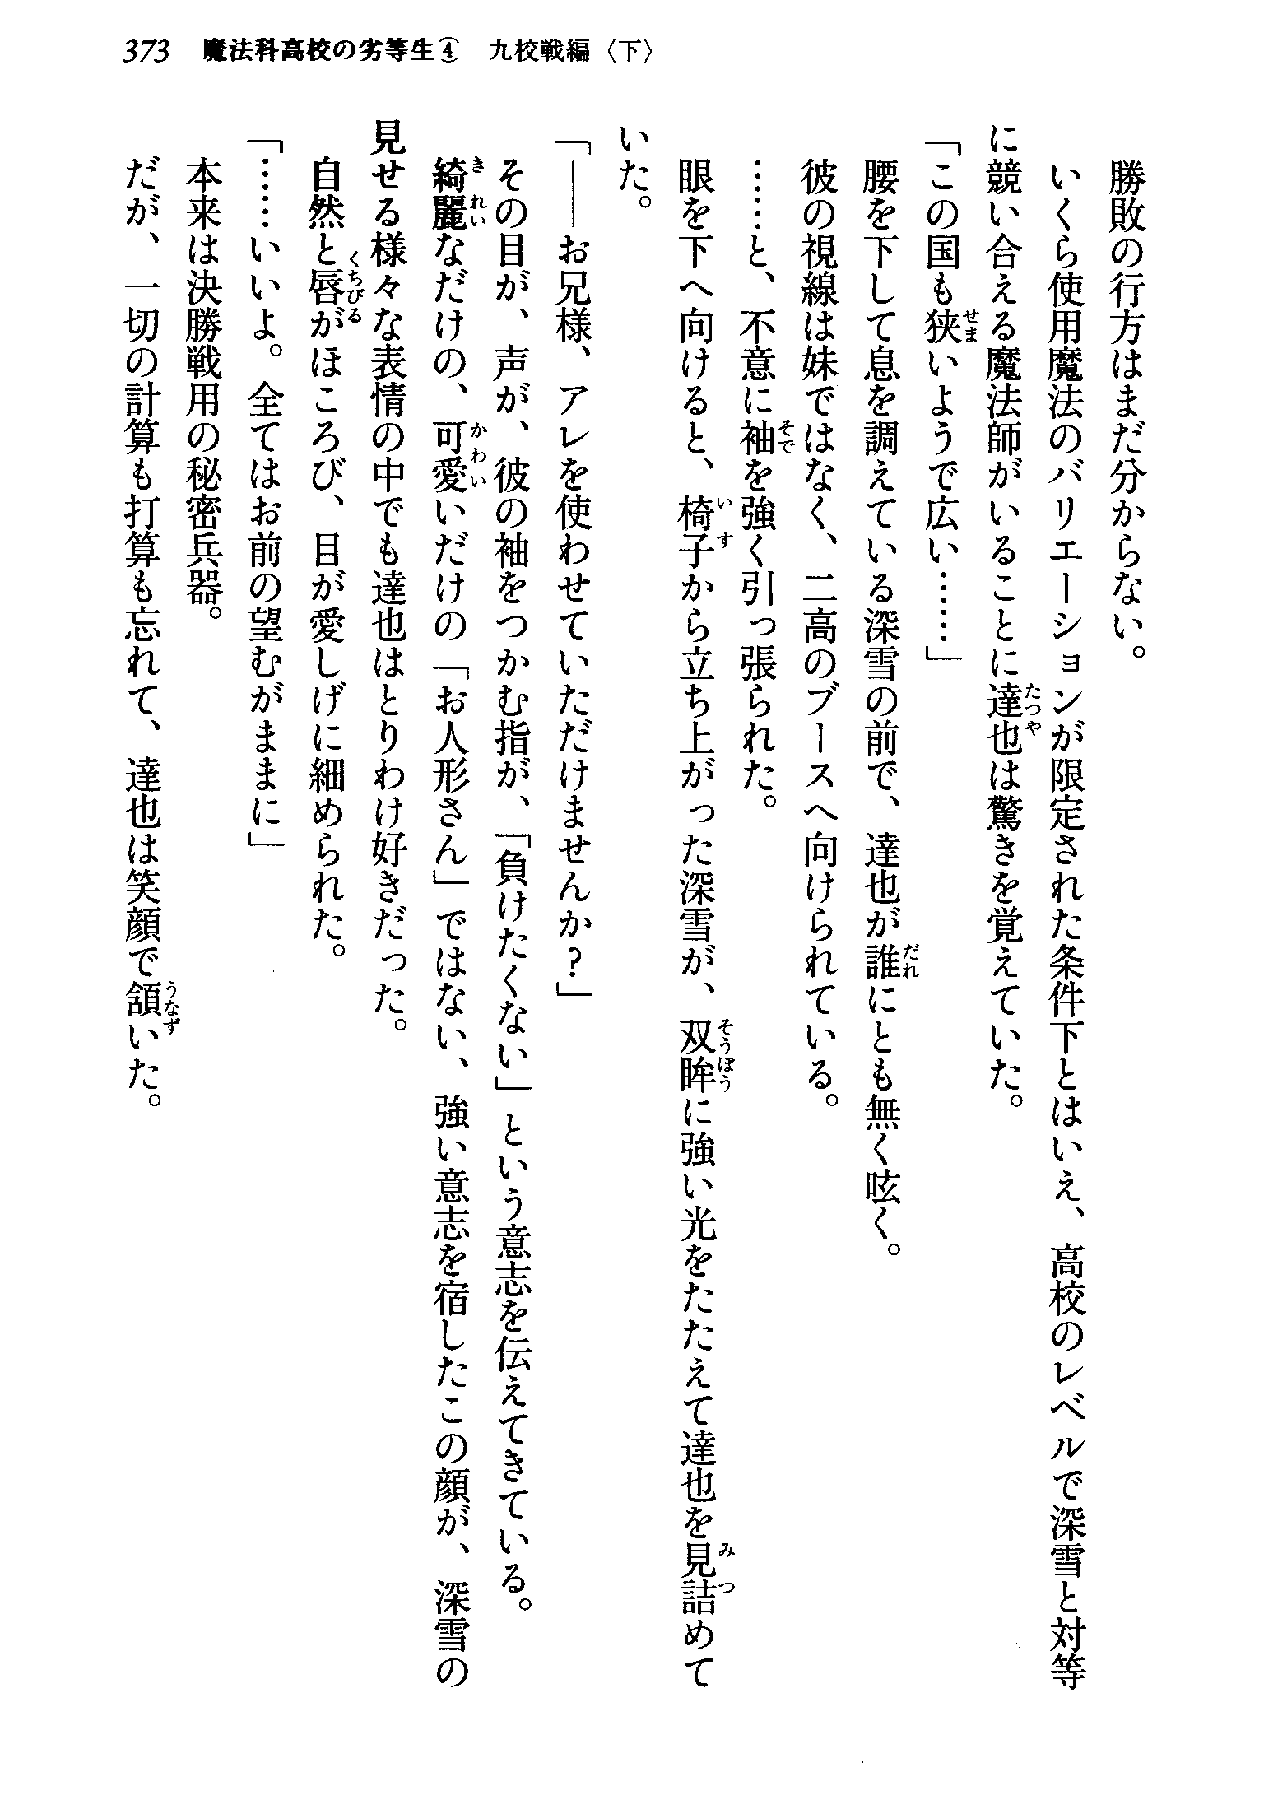 373 魔法科高校の劣等生④ 九校戦編〈下〉
勝敗の行方はまだ分からない。
いくら使用魔法のバリエーションが限定された条件下とはいえ、高校のレベルで深雪と対等
に競い合える魔法師がいることに達也は驚きを覚えていた。
「この国も狭いようで広い……」
腰を下して息を調えている深雪の前で、達也が誰にとも無く呟く。
彼の視線は妹ではなく、二高のブースへ向けられている。
……と、不意に袖を強く引っ張られた。
眼を下へ向けると、椅子から立ち上がった深雪が、双眸に強い光をたたえて達也を見詰めて
いた。
「――お兄様、アレを使わせていただけませんか?」
その目が、声が、彼の袖をつかむ指が、「負けたくない」という意志を伝えてきている。
綺麗なだけの、可愛いだけの「お人形さん」ではない、強い意志を宿したこの顔が、深雪の
見せる様々な表情の中でも達也はとりわけ好きだった。
自然と唇がほころび、目が愛しげに細められた。
「……いいよ。全てはお前の望むがままに」
本来は決勝戦用の秘密兵器。
だが、一切の計算も打算も忘れて、達也は笑顔で頷いた。